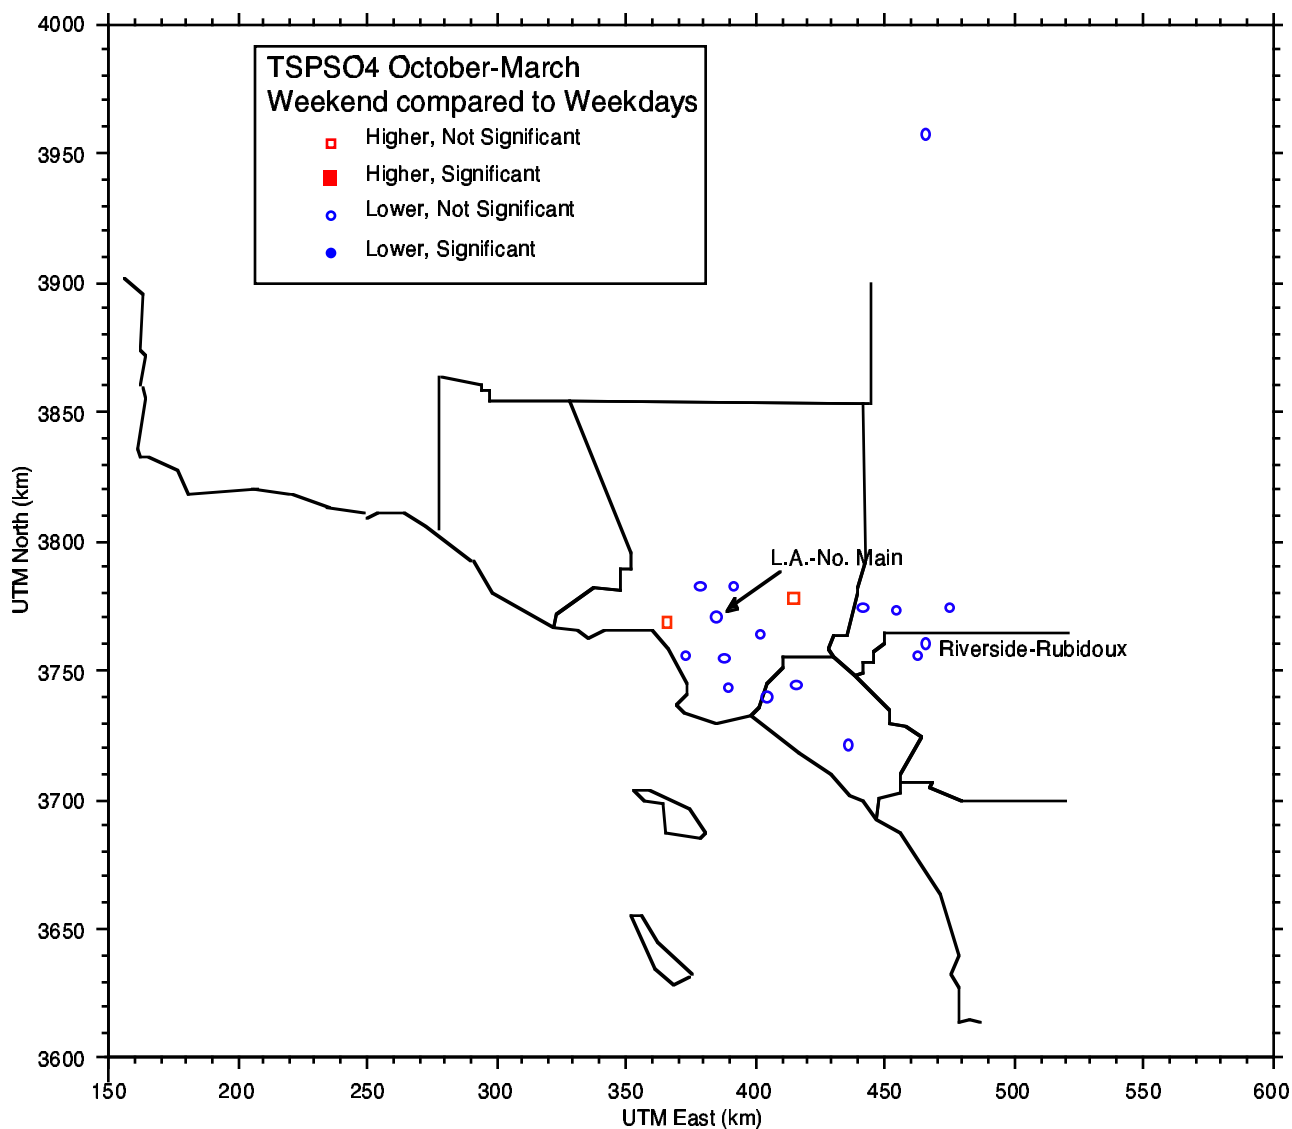 TSPSO4 October-March
Weekend compared to Weekdays
Higher, Not Significant
Higher, Significant
Lower, Not Significant
Lower, Significant
4000
3950
3900
3850
3800
3750
3700
3650
3600
UTM North (km)
L.A.-No. Main
Riverside-Rubidoux
150 200 250 300 350 400 450 500 550 600
UTM East (km)